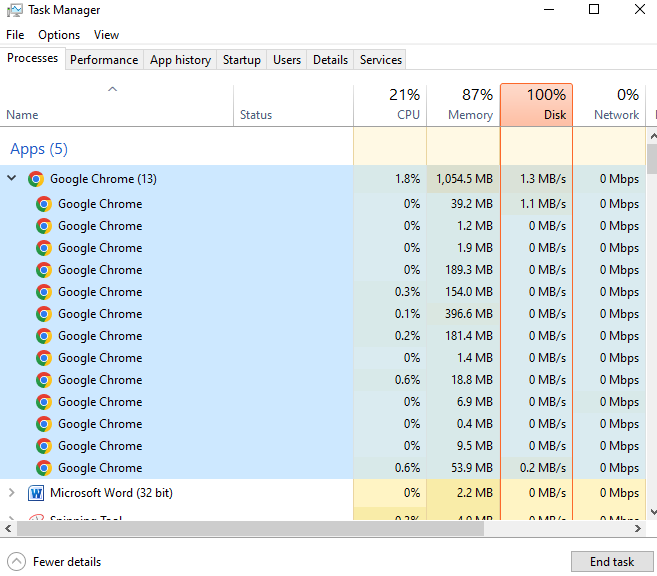 Task Manager
File Options View
Processes Performance App history Startup Users Details Services
21% 87% 100% 0%
Name Status CPU Memory Disk Network
Apps (5)
Google Chrome (13) 1.8% 1,054.5 MB 1.3 MB/s 0 Mbps
Google Chrome 0% 39.2 MB 1.1 MB/s 0 Mbps
Google Chrome 0% 1.2 MB 0 MB/s 0 Mbps
Google Chrome 0% 1.9 MB 0 MB/s 0 Mbps
Google Chrome 0% 189.3 MB 0 MB/s 0 Mbps
Google Chrome 0.3% 154.0 MB 0 MB/s 0 Mbps
Google Chrome 0.1% 396.6 MB 0 MB/s 0 Mbps
Google Chrome 0.2% 181.4 MB 0 MB/s 0 Mbps
Google Chrome 0% 1.4 MB 0 MB/s 0 Mbps
Google Chrome 0.6% 18.8 MB 0 MB/s 0 Mbps
Google Chrome 0% 6.9 MB 0 MB/s 0 Mbps
Google Chrome 0% 0.4 MB 0 MB/s 0 Mbps
Google Chrome 0% 9.5 MB 0 MB/s 0 Mbps
Google Chrome 0.6% 53.9 MB 0.2 MB/s 0 Mbps
Microsoft Word (32 bit) 0% 2.2 MB 0 MB/s 0 Mbps
Fewer details End task